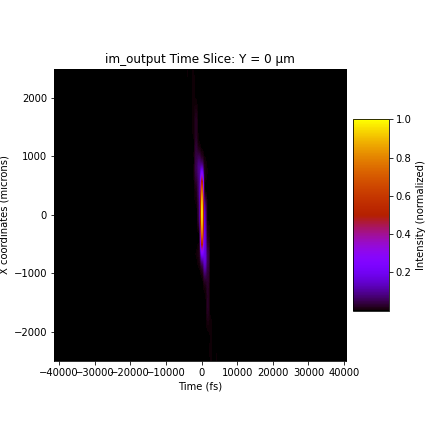 im_output Time Slice: Y = 0 μm
X coordinates (microns)
2000
1000
0
−1000
−2000
−40000 −30000 −20000 −10000 0 10000 20000 30000 40000
Time (fs)
1.0
0.8
0.6
0.4
0.2
Intensity (normalized)